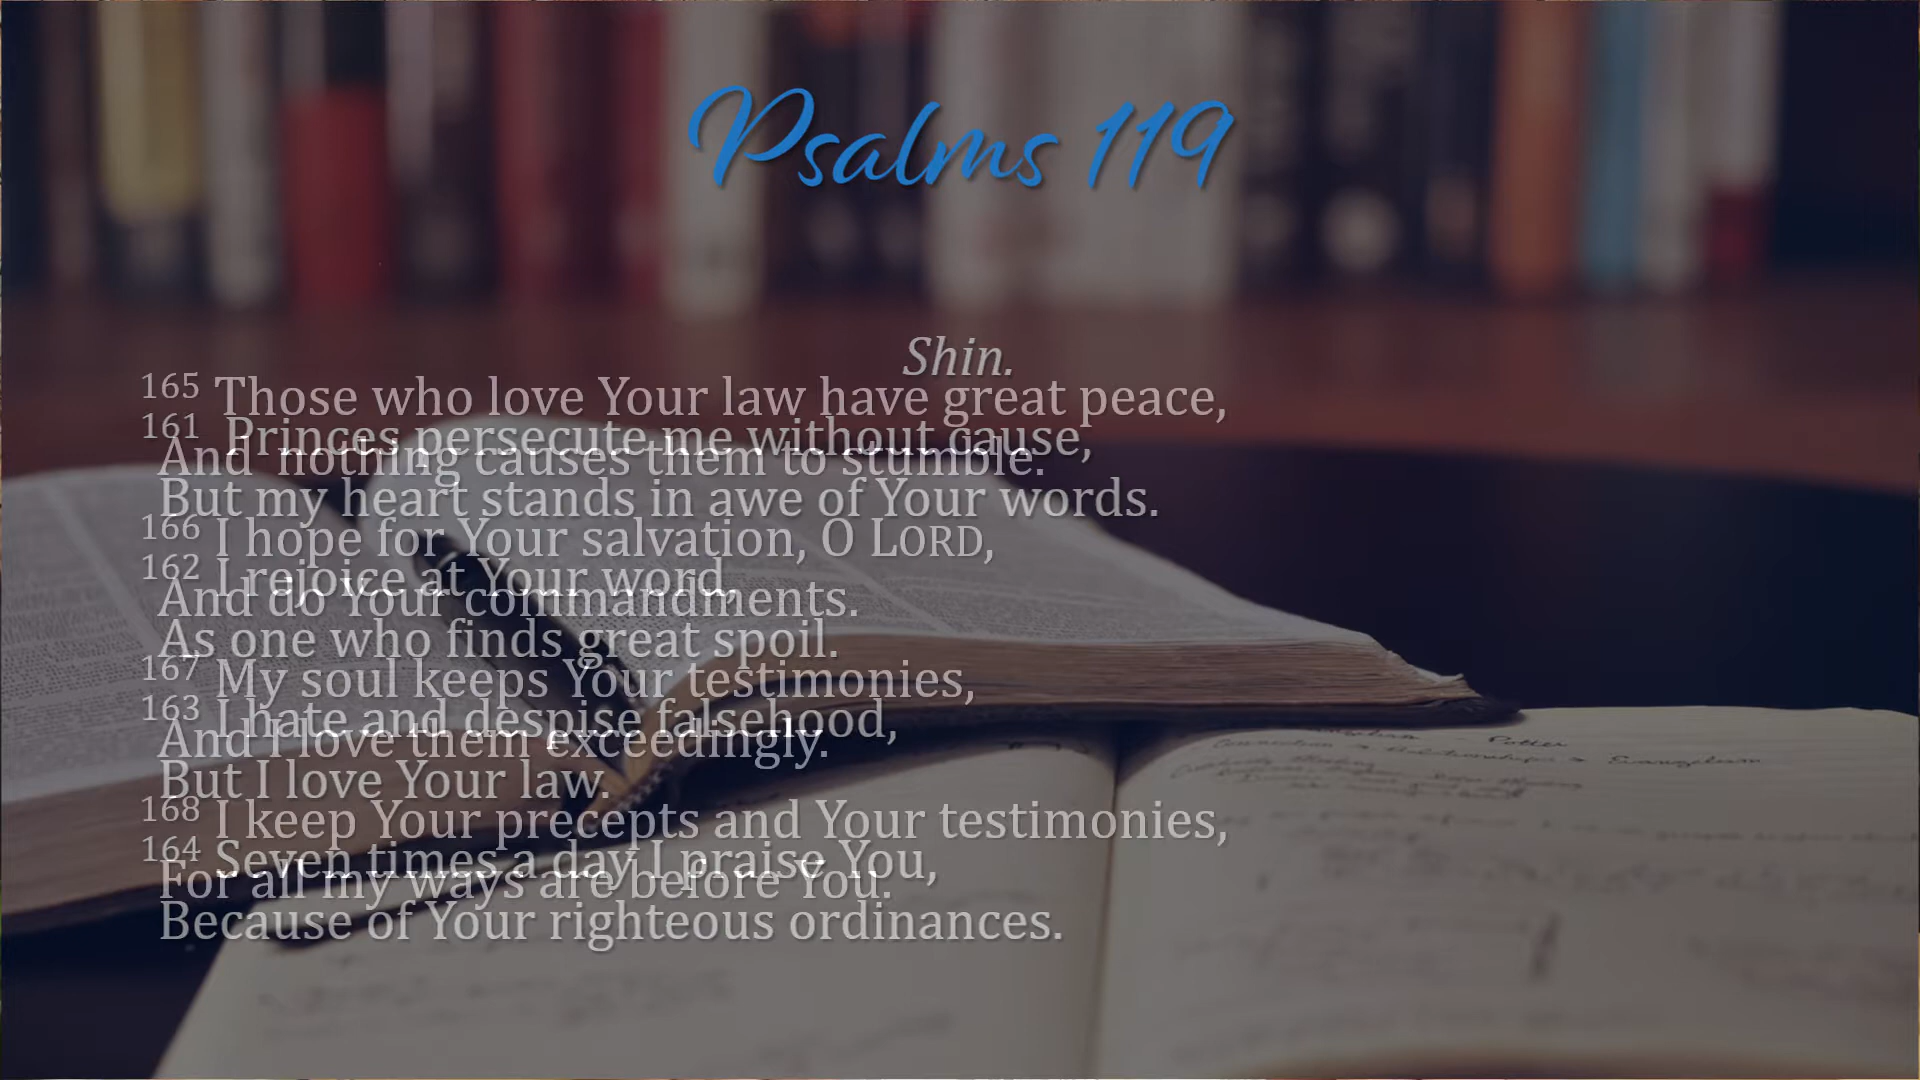 Psalms 119
Shin.
165 Those who love Your law have great peace,
161 Princes persecute me without cause,
And nothing causes them to stumble.
But my heart stands in awe of Your words.
166 I hope for Your salvation, O LORD,
162 I rejoice at Your word,
And do Your commandments.
As one who finds great spoil.
167 My soul keeps Your testimonies,
163 I hate and despise falsehood,
And I love them exceedingly.
But I love Your law.
168 I keep Your precepts and Your testimonies,
164 Seven times a day I praise You,
For all my ways are before You.
Because of Your righteous ordinances.
Potter
Evangelism